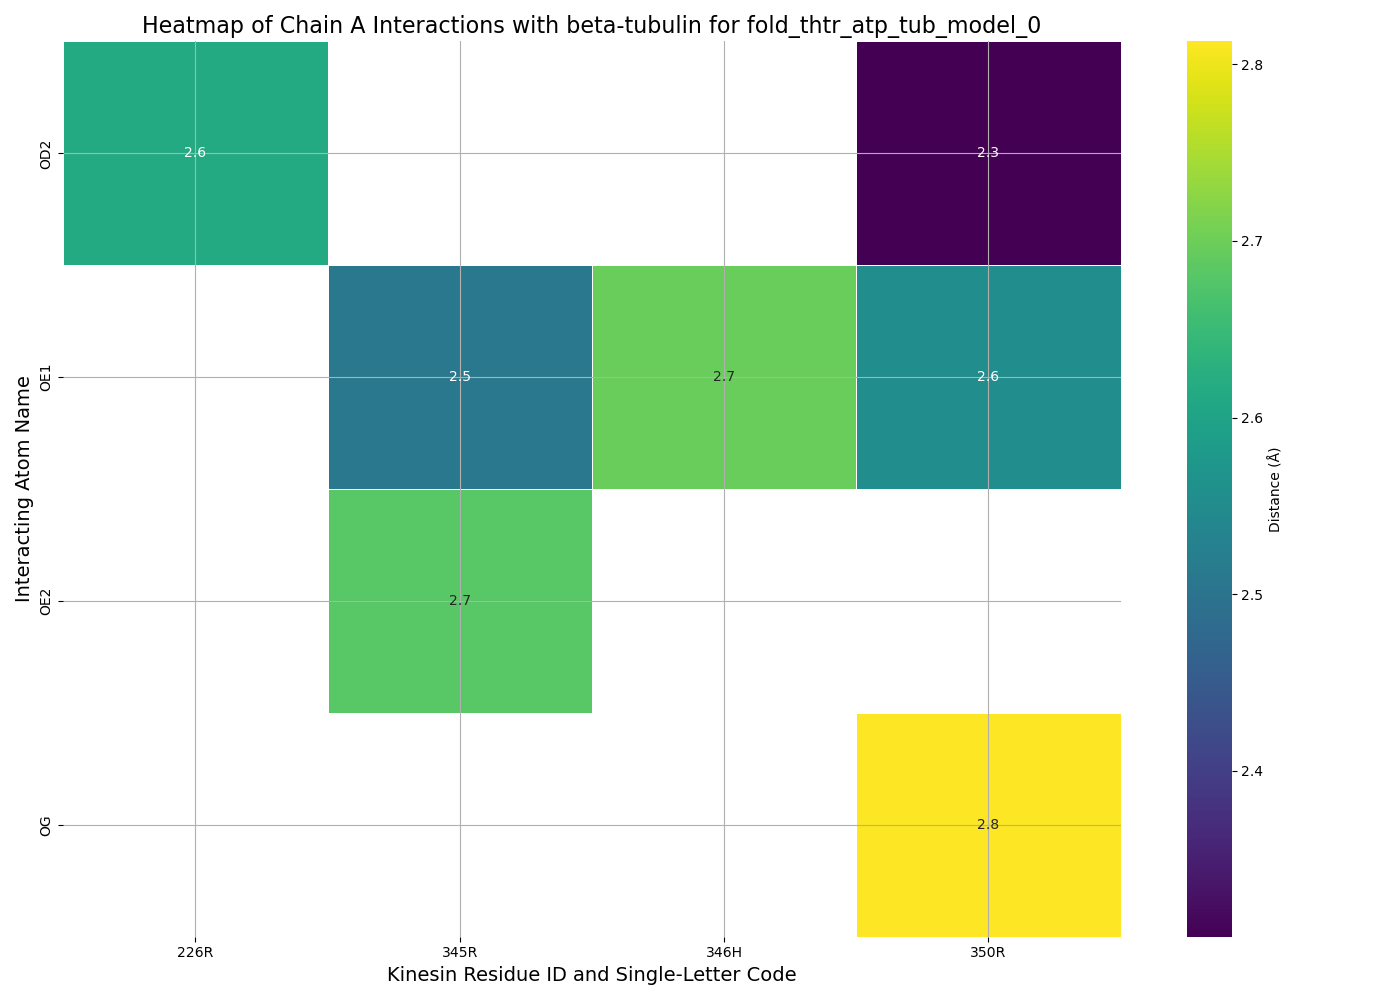 Heatmap of Chain A Interactions with beta-tubulin for fold_thtr_atp_tub_model_0
Interacting Atom Name
OD2
OE1
OE2
OG
2.6
2.3
2.5
2.7
2.6
2.7
2.8
226R
345R
346H
350R
Kinesin Residue ID and Single-Letter Code
2.8
2.7
2.6
2.5
2.4
Distance (Å)